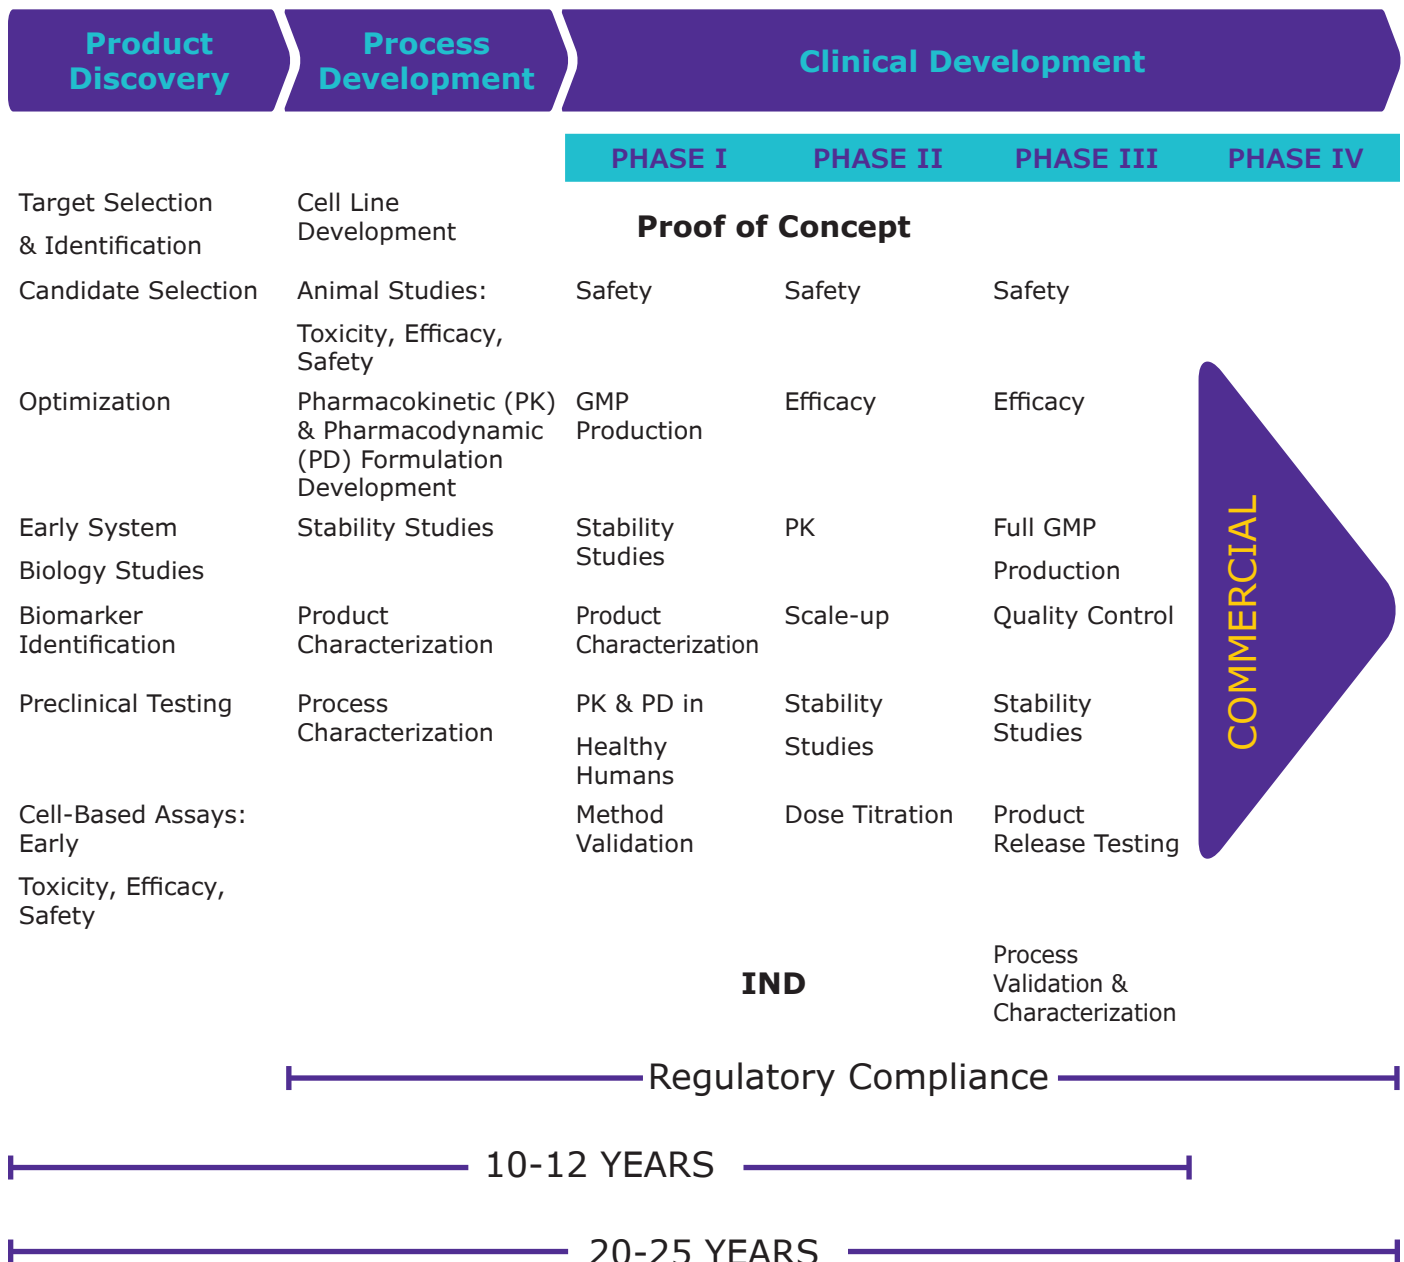 Product
Discovery
Process
Development
Clinical Development
PHASE I
PHASE II
PHASE III
PHASE IV
Target Selection
& Identification
Cell Line
Development
Proof of Concept
Candidate Selection
Animal Studies:
Toxicity, Efficacy,
Safety
Safety
Safety
Safety
Optimization
Pharmacokinetic (PK)
& Pharmacodynamic
(PD) Formulation
Development
GMP
Production
Efficacy
Efficacy
Early System
Biology Studies
Stability Studies
Stability
Studies
PK
Full GMP
Production
Biomarker
Identification
Product
Characterization
Product
Characterization
Scale-up
Quality Control
Preclinical Testing
Process
Characterization
PK & PD in
Healthy
Humans
Stability
Studies
Stability
Studies
Cell-Based Assays:
Early
Toxicity, Efficacy,
Safety
Method
Validation
Dose Titration
Product
Release Testing
COMMERCIAL
IND
Process
Validation &
Characterization
Regulatory Compliance
10-12 YEARS
20-25 YEARS